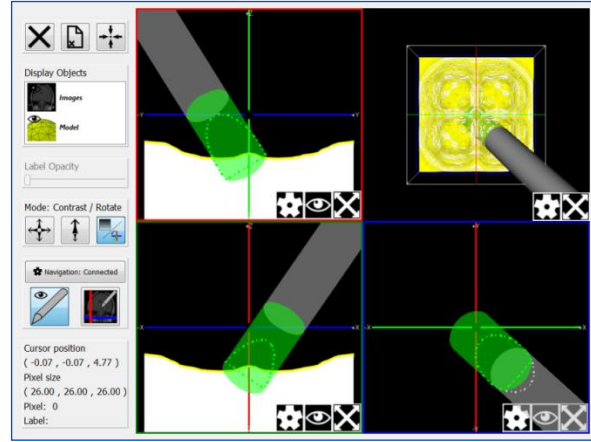 Display Objects
Images
Model
Label Opacity
Mode: Contrast / Rotate
Navigation: Connected
Cursor position
( -0.07 , -0.07 , 4.77 )
Pixel size
( 26.00 , 26.00 , 26.00 )
Pixel: 0
Label:
Z
-Y
Y
Z
-X
X
-X
X